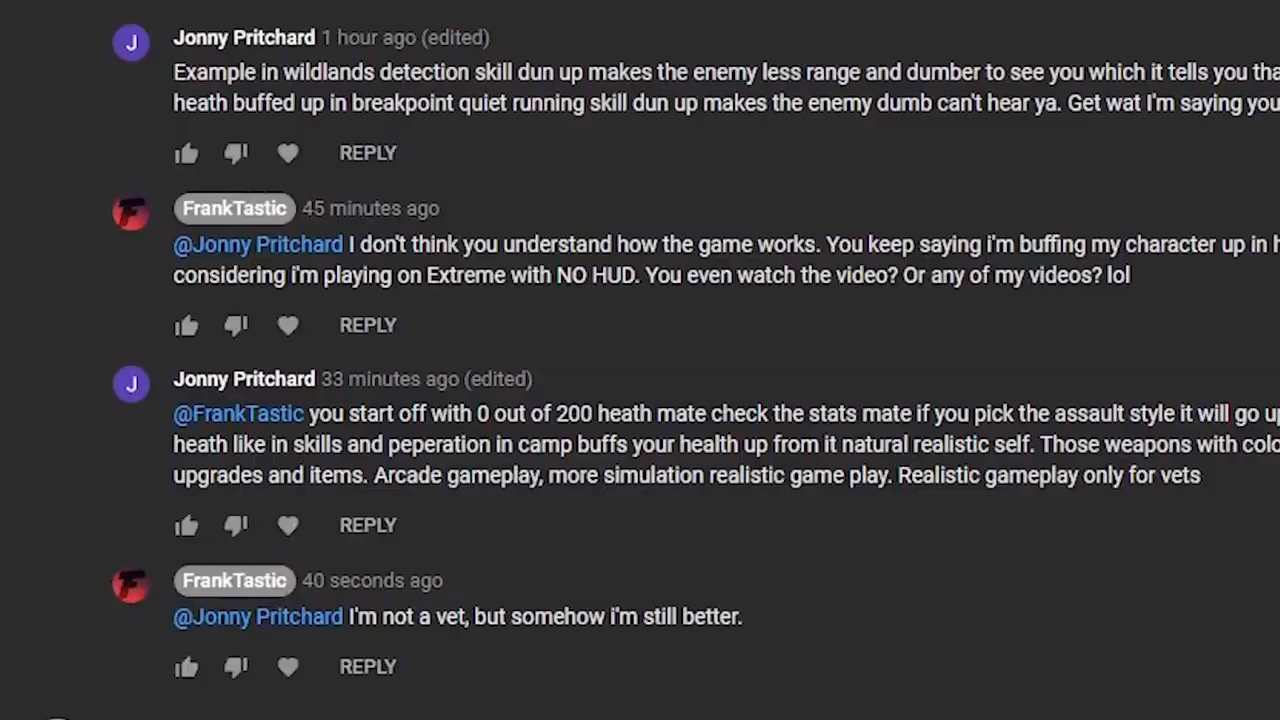 J
Jonny Pritchard 1 hour ago (edited)
Example in wildlands detection skill dun up makes the enemy less range and dumber to see you which it tells you
heath buffed up in breakpoint quiet running skill dun up makes the enemy dumb can't hear ya. Get wat I'm saying you
REPLY
F
FrankTastic 45 minutes ago
@Jonny Pritchard I don't think you understand how the game works. You keep saying i'm buffing my character up in
considering i'm playing on Extreme with NO HUD. You even watch the video? Or any of my videos? lol
REPLY
J
Jonny Pritchard 33 minutes ago (edited)
@FrankTastic you start off with 0 out of 200 heath mate check the stats mate if you pick the assault style it will go
heath like in skills and peperation in camp buffs your health up from it natural realistic self. Those weapons with
upgrades and items. Arcade gameplay, more simulation realistic game play. Realistic gameplay only for vets
REPLY
F
FrankTastic 40 seconds ago
@Jonny Pritchard I'm not a vet, but somehow i'm still better.
REPLY